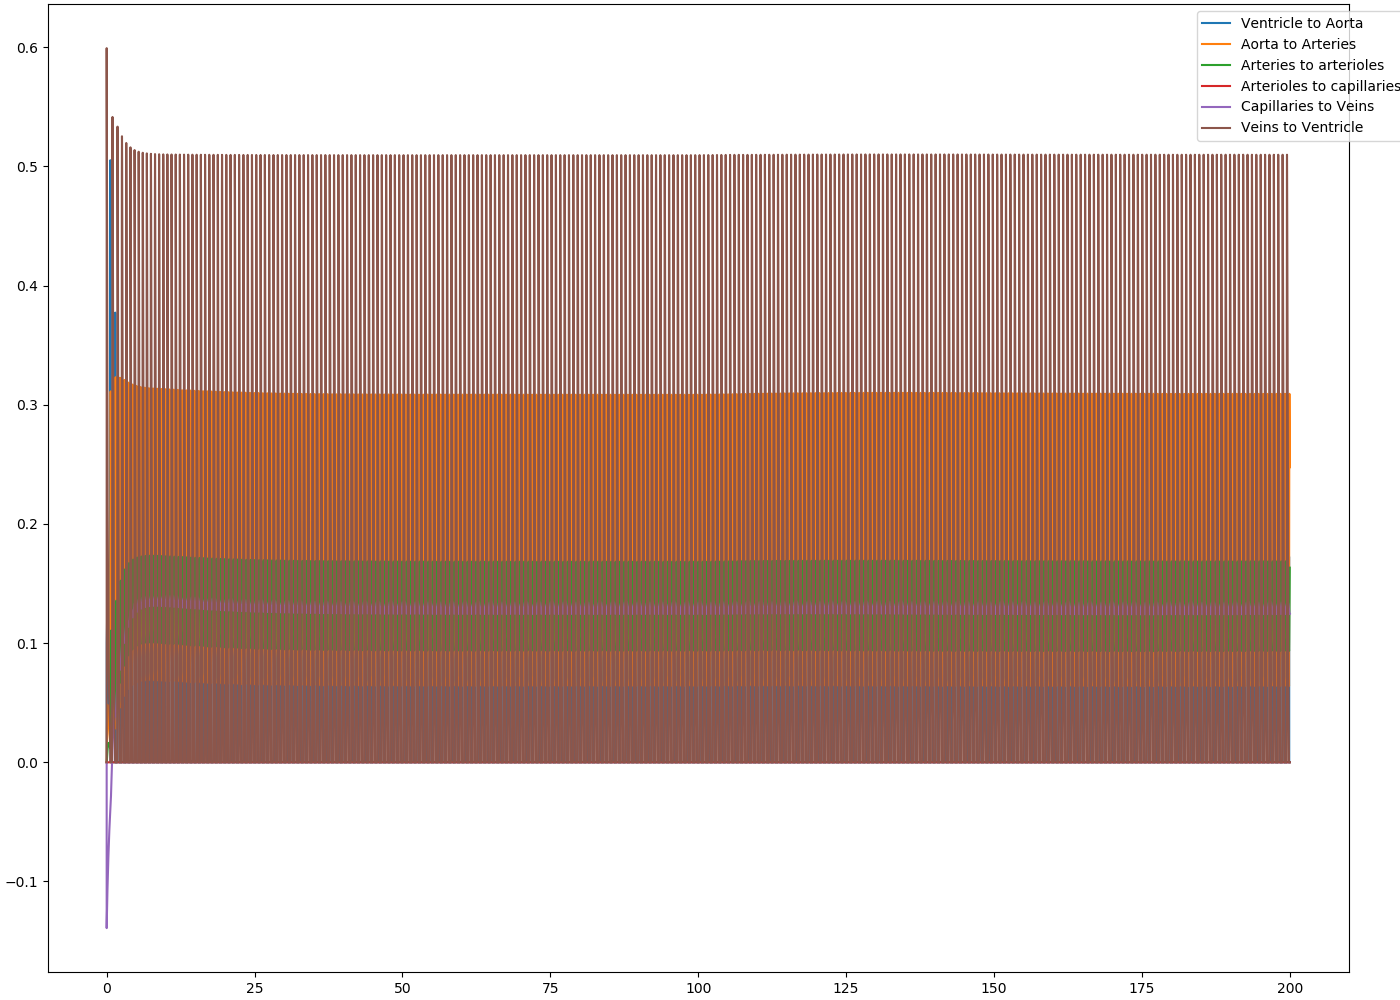 Ventricle to Aorta
Aorta to Arteries
Arteries to arterioles
Arterioles to capillaries
Capillaries to Veins
Veins to Ventricle
0.6
0.5
0.4
0.3
0.2
0.1
0.0
−0.1
0 25 50 75 100 125 150 175 200